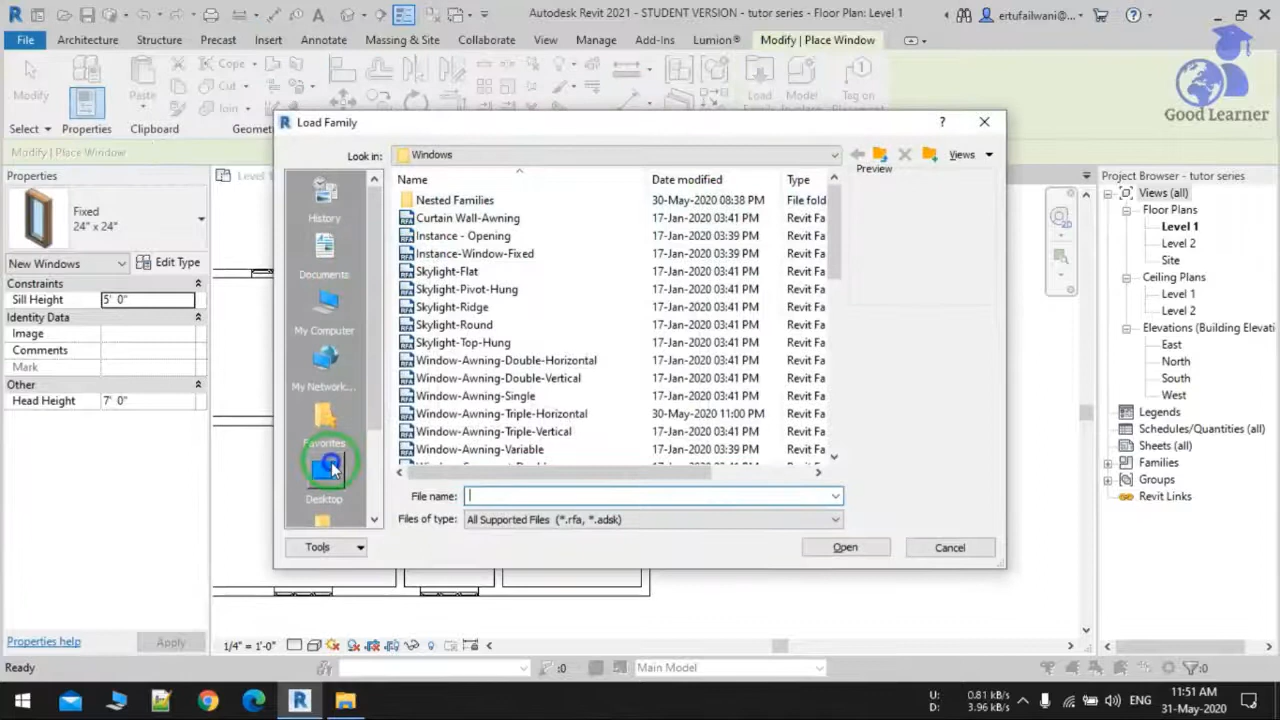 Autodesk Revit 2021 - STUDENT VERSION - tutor series - Floor Plan: Level 1
ertufailwani@...
File Architecture Structure Precast Insert Annotate Massing & Site Collaborate View Manage Add-Ins Lumion® Modify | Place Window
Modify
Cope
Cut
Join
Paste
Load
Model
Tag on
Select Properties Clipboard
Good Learner
Modify | Place Window
Load Family
Look in: Windows
Views
Preview
Name Date modified Type
Nested Families 30-May-2020 08:38 PM File fold
Curtain Wall-Awning 17-Jan-2020 03:41 PM Revit Fa
Instance - Opening 17-Jan-2020 03:39 PM Revit Fa
Instance-Window-Fixed 17-Jan-2020 03:39 PM Revit Fa
Skylight-Flat 17-Jan-2020 03:41 PM Revit Fa
Skylight-Pivot-Hung 17-Jan-2020 03:41 PM Revit Fa
Skylight-Ridge 17-Jan-2020 03:41 PM Revit Fa
Skylight-Round 17-Jan-2020 03:41 PM Revit Fa
Skylight-Top-Hung 17-Jan-2020 03:41 PM Revit Fa
Window-Awning-Double-Horizontal 17-Jan-2020 03:41 PM Revit Fa
Window-Awning-Double-Vertical 17-Jan-2020 03:41 PM Revit Fa
Window-Awning-Single 17-Jan-2020 03:41 PM Revit Fa
Window-Awning-Triple-Horizontal 30-May-2020 11:00 PM Revit Fa
Window-Awning-Triple-Vertical 17-Jan-2020 03:41 PM Revit Fa
Window-Awning-Variable 17-Jan-2020 03:41 PM Revit Fa
History
Documents
My Computer
My Network...
Favorites
Desktop
File name:
Files of type: All Supported Files (*.rfa, *.adsk)
Tools
Open
Cancel
Properties
Fixed
24" x 24"
New Windows Edit Type
Constraints
Sill Height 5' 0"
Identity Data
Image
Comments
Mark
Other
Head Height 7' 0"
Properties help
Apply
Level 1
Project Browser - tutor series
Views (all)
Floor Plans
Level 1
Level 2
Site
Ceiling Plans
Level 1
Level 2
Elevations (Building Elevati
East
North
South
West
Legends
Schedules/Quantities (all)
Sheets (all)
Families
Groups
Revit Links
1/4" = 1'-0"
Ready
:0
Main Model
:0
U: 0.81 kB/s
D: 3.96 kB/s
ENG
11:51 AM
31-May-2020